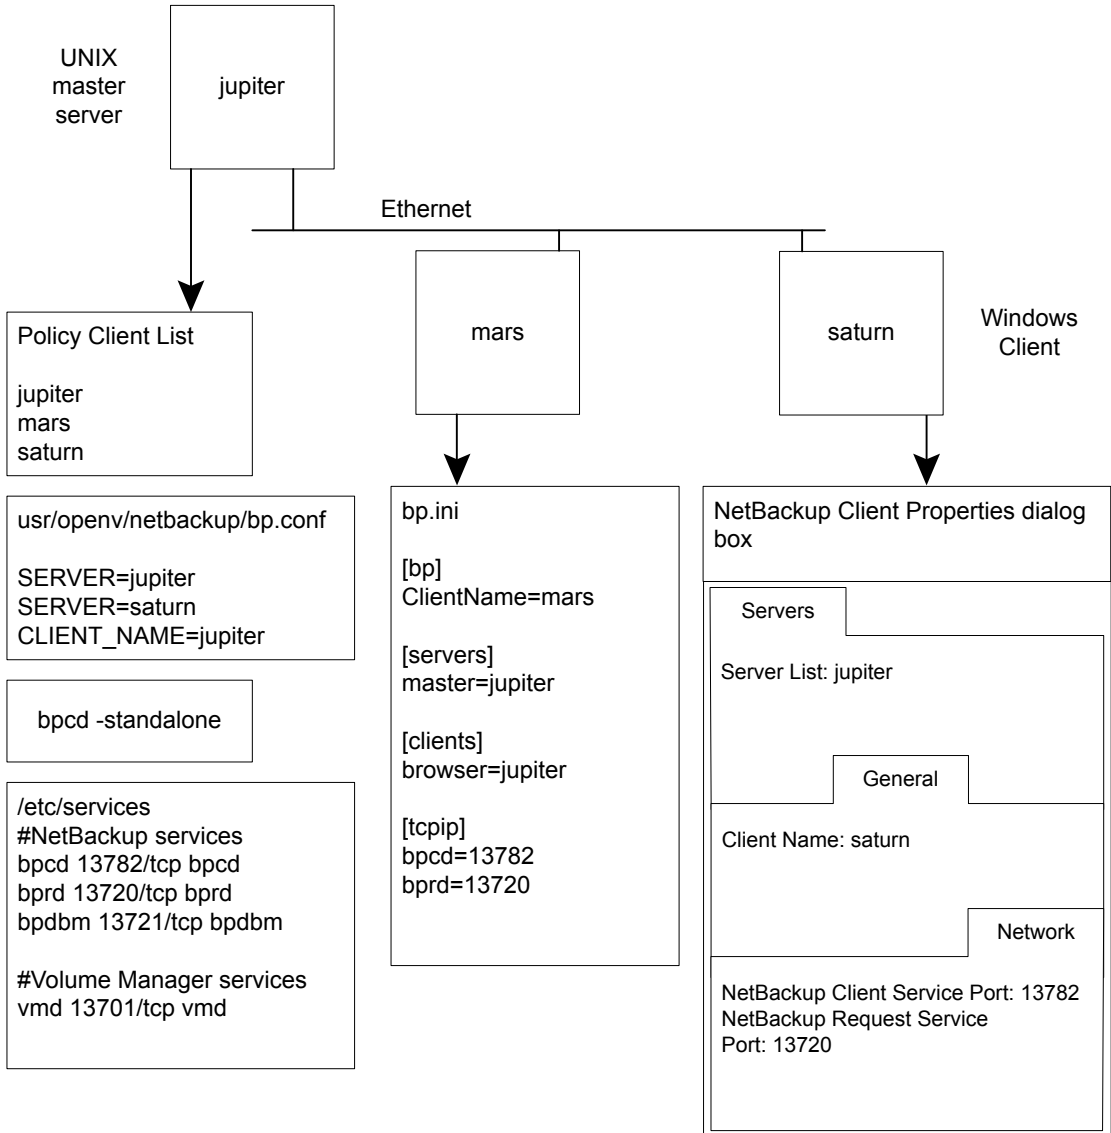 UNIX
master
server
jupiter
Ethernet
mars
saturn
Windows
Client
Policy Client List
jupiter
mars
saturn
usr/openv/netbackup/bp.conf
SERVER=jupiter
SERVER=saturn
CLIENT_NAME=jupiter
bpcd -standalone
/etc/services
#NetBackup services
bpcd 13782/tcp bpcd
bprd 13720/tcp bprd
bpdbm 13721/tcp bpdbm
#Volume Manager services
vmd 13701/tcp vmd
bp.ini
[bp]
ClientName=mars
[servers]
master=jupiter
[clients]
browser=jupiter
[tcpip]
bpcd=13782
bprd=13720
NetBackup Client Properties dialog
box
Servers
Server List: jupiter
General
Client Name: saturn
Network
NetBackup Client Service Port: 13782
NetBackup Request Service
Port: 13720